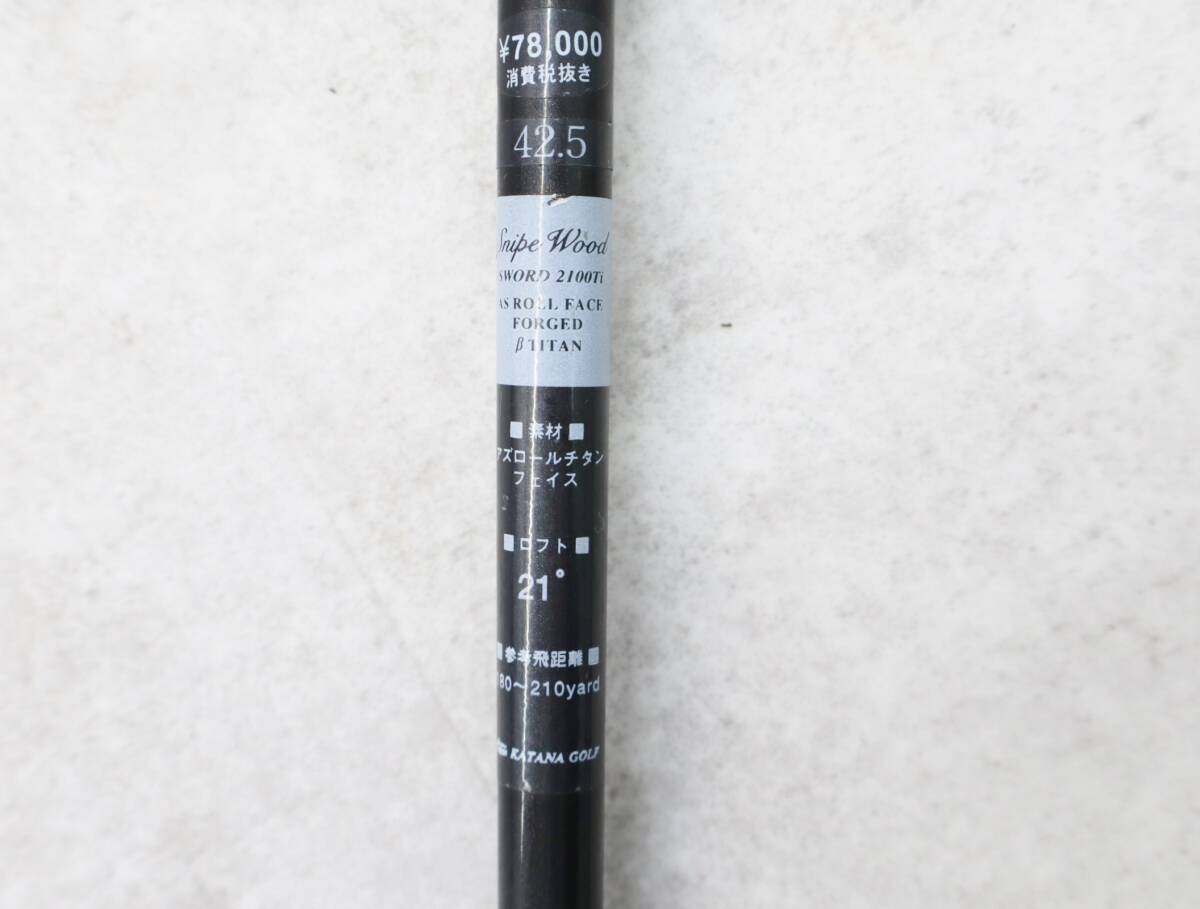 ¥78,000
消費税抜き
42.5
Snipe Wood
SWORD 2100Ti
AS ROLL FACE
FORGED
β TITAN
■ 素材 ■
アズロールチタン
フェイス
■ ロフト ■
21°
■ 参考飛距離 ■
180～210yard
KATANA GOLF